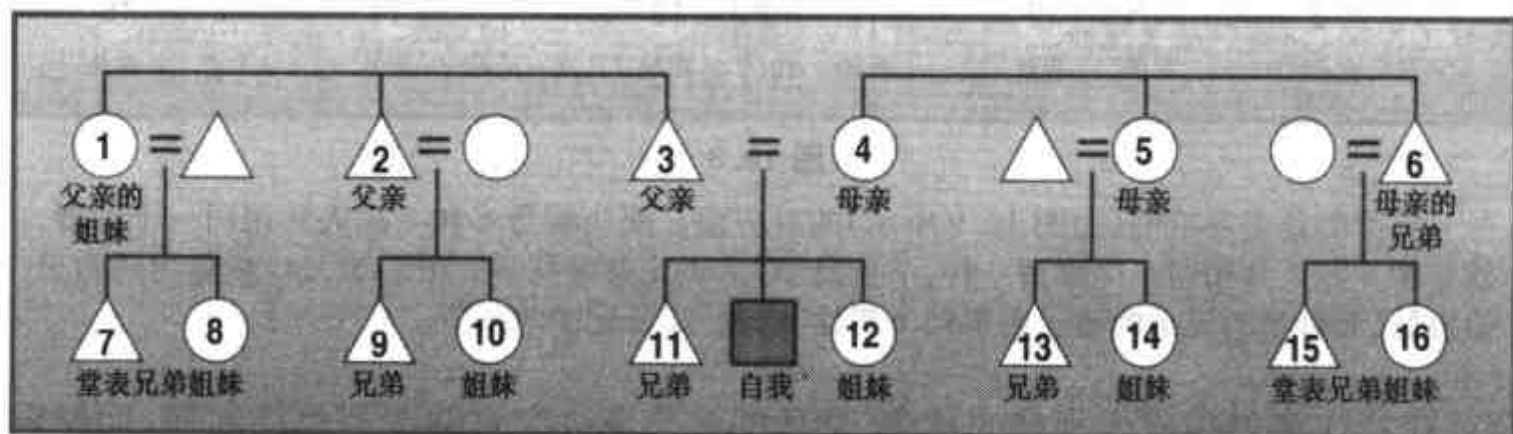 1 = 2 = 3 = 4 = 5 = 6
父亲的
姐妹
父亲
父亲
母亲
母亲
母亲的
兄弟
7 8 9 10 11 12 13 14 15 16
堂表兄弟姐妹 兄弟 姐妹 兄弟 自我 姐妹 兄弟 姐妹 堂表兄弟姐妹